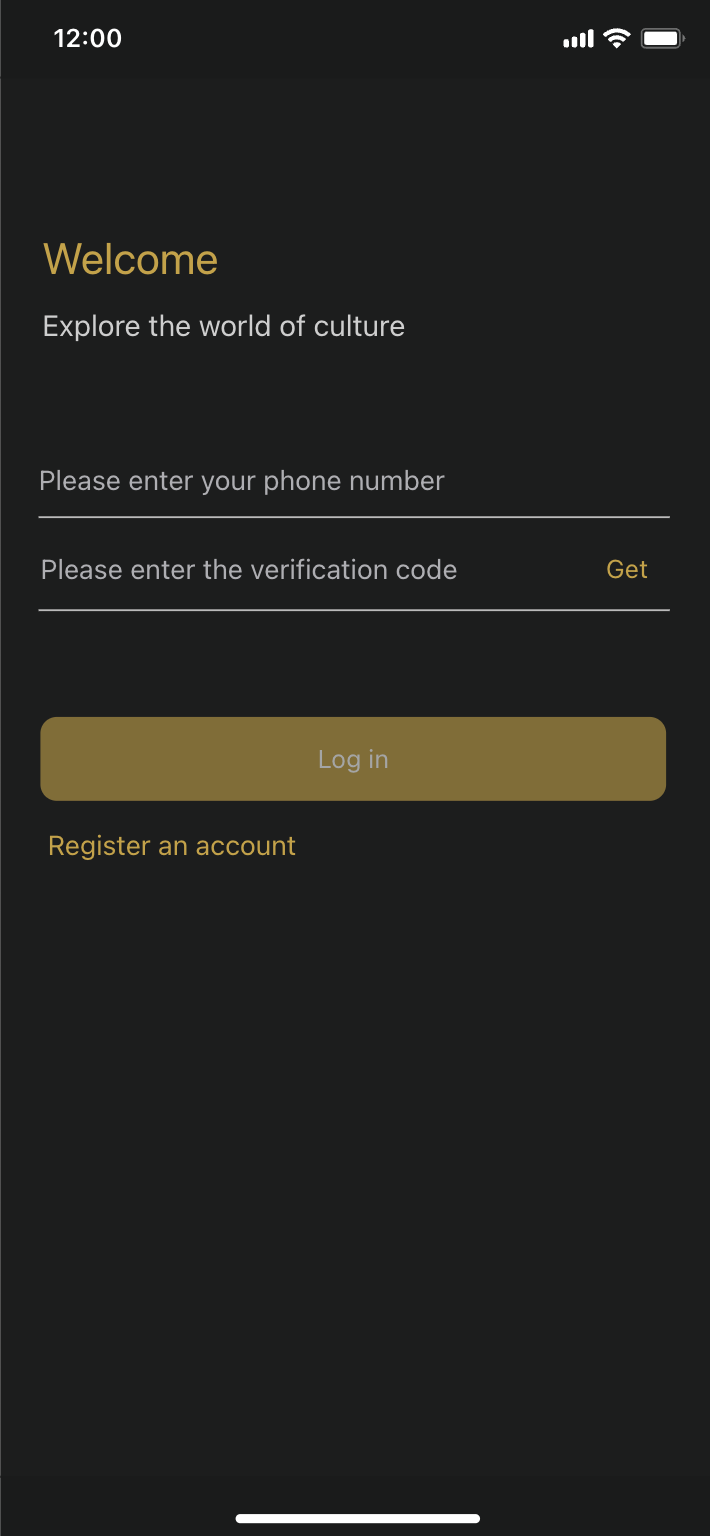 12:00
Welcome
Explore the world of culture
Please enter your phone number
Please enter the verification code
Get
Log in
Register an account